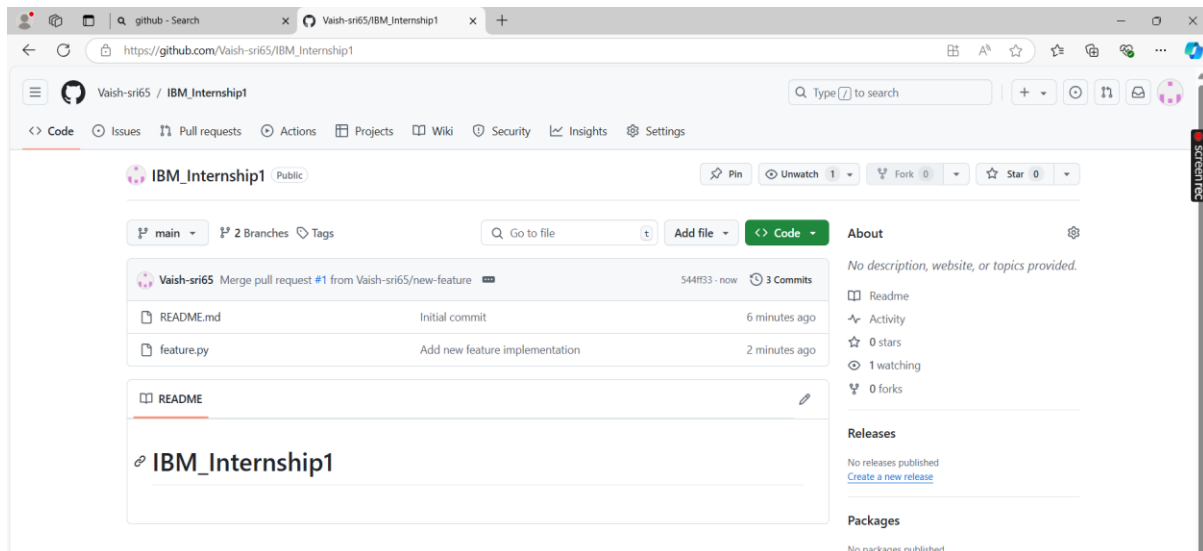 github - Search
Vaish-sri65/IBM_Internship1
https://github.com/Vaish-sri65/IBM_Internship1
Vaish-sri65 / IBM_Internship1
Type / to search
Code Issues Pull requests Actions Projects Wiki Security Insights Settings
IBM_Internship1 Public
Pin Unwatch 1 Fork 0 Star 0
main 2 Branches Tags Go to file t Add file Code
About
No description, website, or topics provided.
Vaish-sri65 Merge pull request #1 from Vaish-sri65/new-feature 544ff33 · now 3 Commits
README.md Initial commit 6 minutes ago
feature.py Add new feature implementation 2 minutes ago
Readme
Activity
0 stars
1 watching
0 forks
README
IBM_Internship1
Releases
No releases published
Create a new release
Packages
No packages published
screen rec